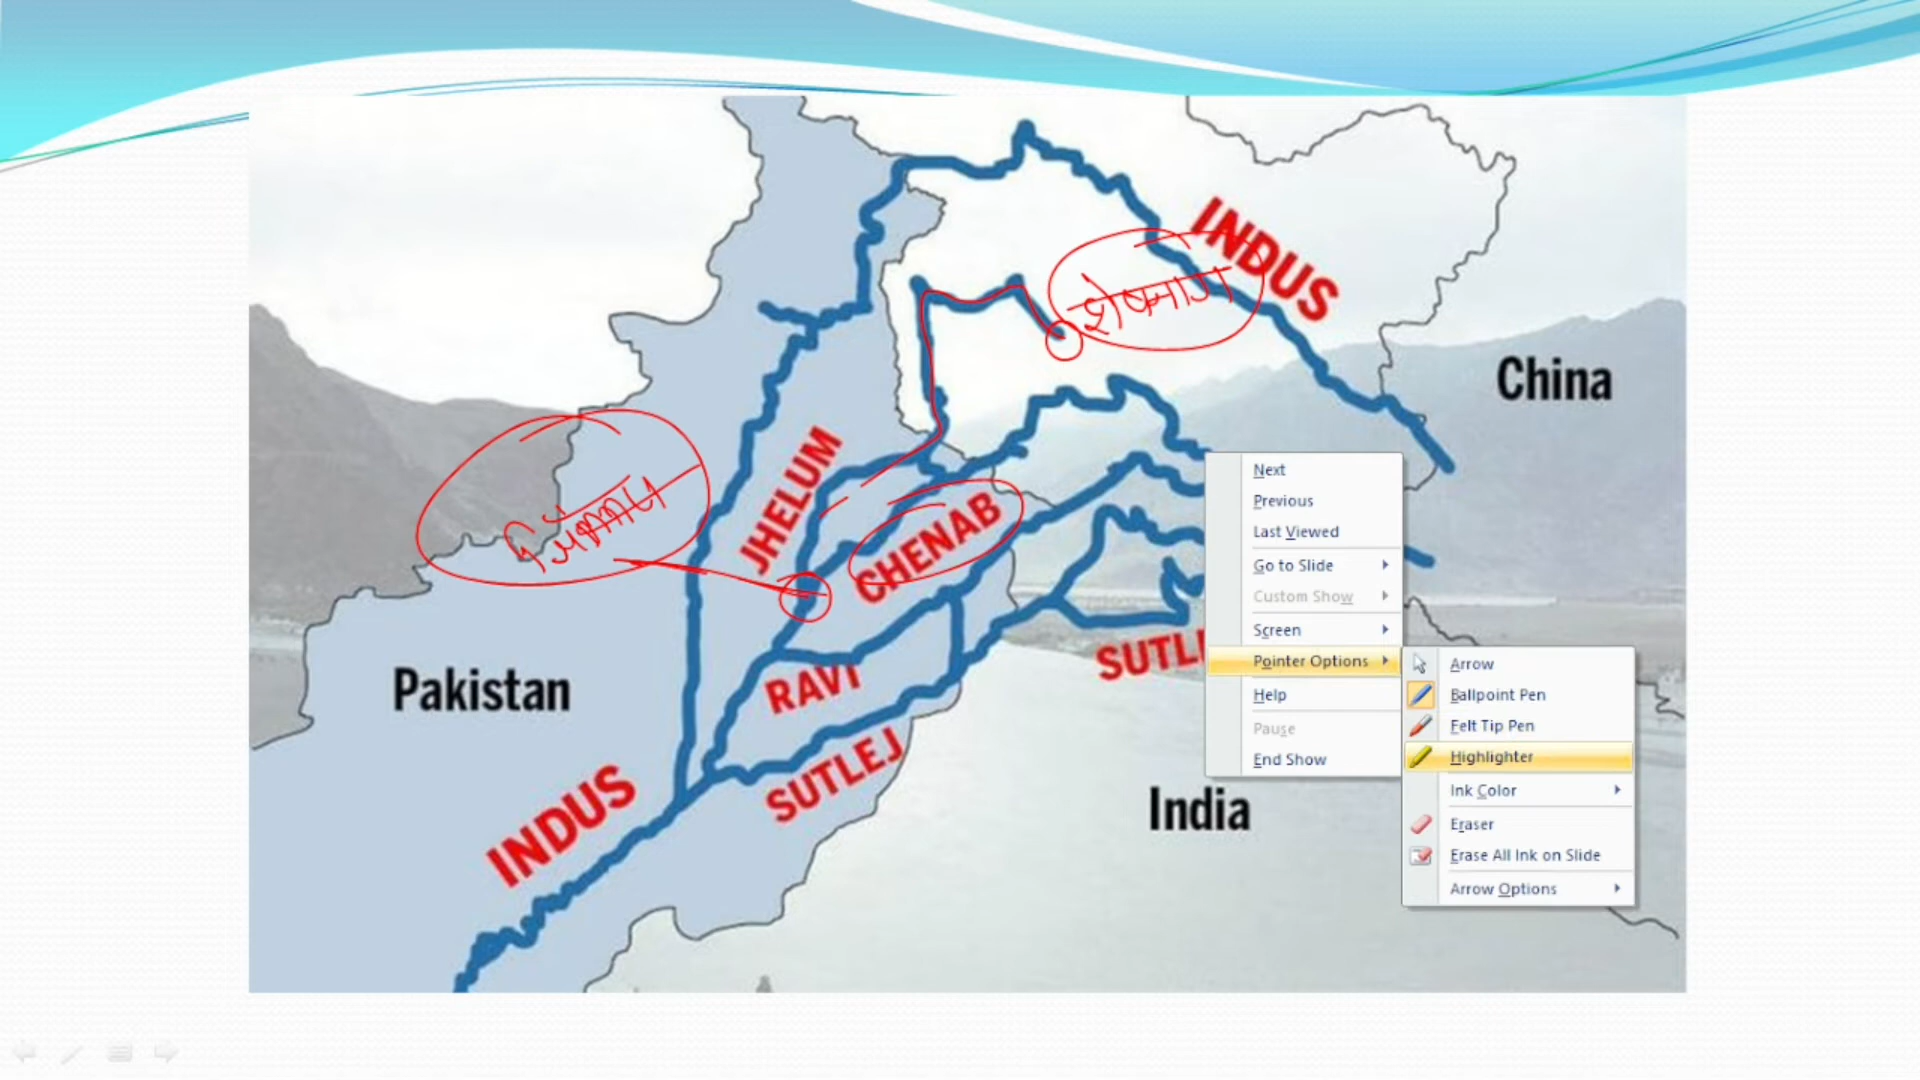 INDUS
शेषनाग
China
JHELUM
CHENAB
Pakistan
RAVI
SUTLEJ
INDUS
India
Next
Previous
Last Viewed
Go to Slide
Custom Show
Screen
Pointer Options
Help
Pause
End Show
Arrow
Ballpoint Pen
Felt Tip Pen
Highlighter
Ink Color
Eraser
Erase All Ink on Slide
Arrow Options